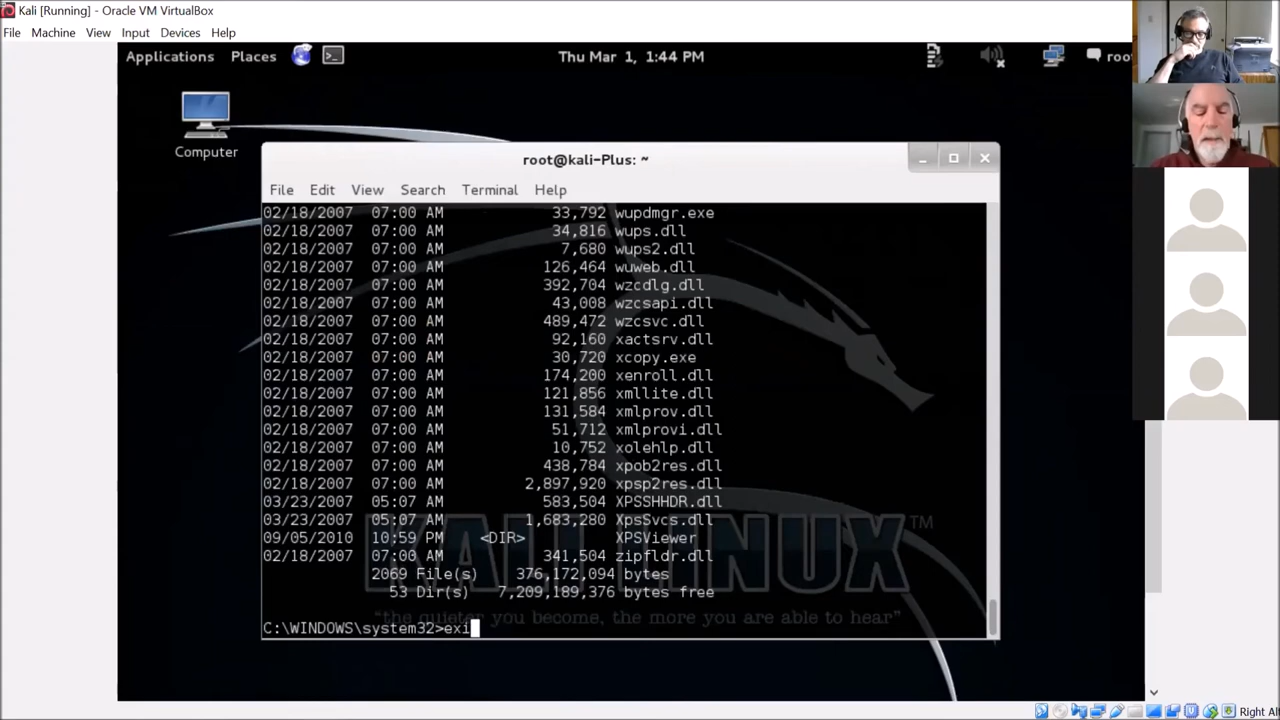 Kali [Running] - Oracle VM VirtualBox
File Machine View Input Devices Help
Applications Places Thu Mar 1, 1:44 PM roo
Computer
root@kali-Plus: ~
File Edit View Search Terminal Help
02/18/2007 07:00 AM 33,792 wupdmgr.exe
02/18/2007 07:00 AM 34,816 wups.dll
02/18/2007 07:00 AM 7,680 wups2.dll
02/18/2007 07:00 AM 126,464 wuweb.dll
02/18/2007 07:00 AM 392,704 wzcdlg.dll
02/18/2007 07:00 AM 43,008 wzcsapi.dll
02/18/2007 07:00 AM 489,472 wzcsvc.dll
02/18/2007 07:00 AM 92,160 xactsrv.dll
02/18/2007 07:00 AM 30,720 xcopy.exe
02/18/2007 07:00 AM 174,200 xenroll.dll
02/18/2007 07:00 AM 121,856 xmllite.dll
02/18/2007 07:00 AM 131,584 xmlprov.dll
02/18/2007 07:00 AM 51,712 xmlprovi.dll
02/18/2007 07:00 AM 10,752 xolehlp.dll
02/18/2007 07:00 AM 438,784 xpob2res.dll
02/18/2007 07:00 AM 2,897,920 xpsp2res.dll
03/23/2007 05:07 AM 583,504 XPSSHHDR.dll
03/23/2007 05:07 AM 1,683,280 XpsSvcs.dll
09/05/2010 10:59 PM <DIR> XPSViewer
02/18/2007 07:00 AM 341,504 zipfldr.dll
2069 File(s) 376,172,094 bytes
53 Dir(s) 7,209,189,376 bytes free
KALI LINUX™
"the quieter you become, the more you are able to hear"
C:\WINDOWS\system32>exi
Right Al